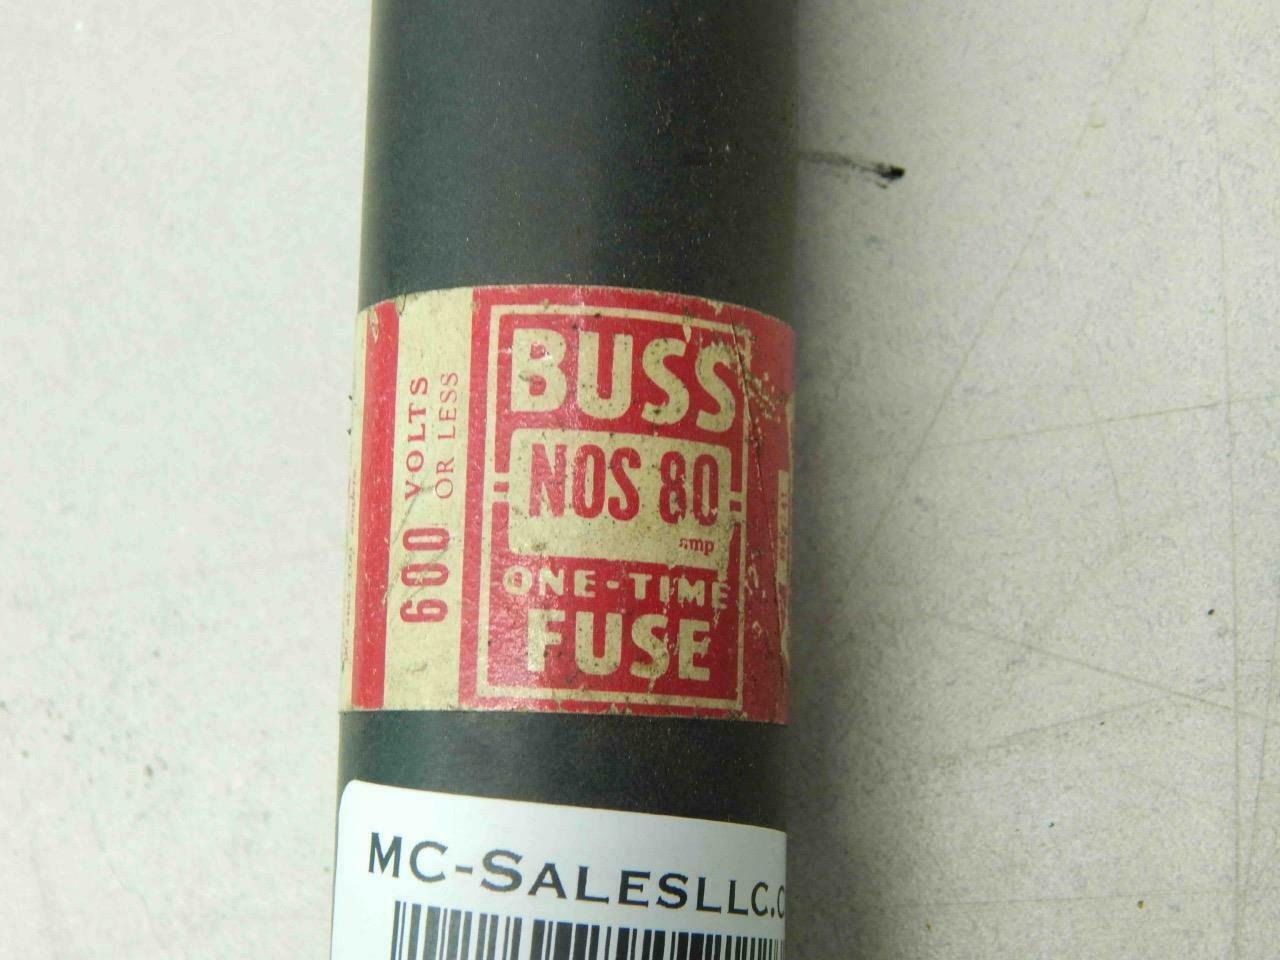 BUSS
NOS 80
amp
ONE-TIME
FUSE
600 VOLTS
OR LESS
MC-SALESLLC.C